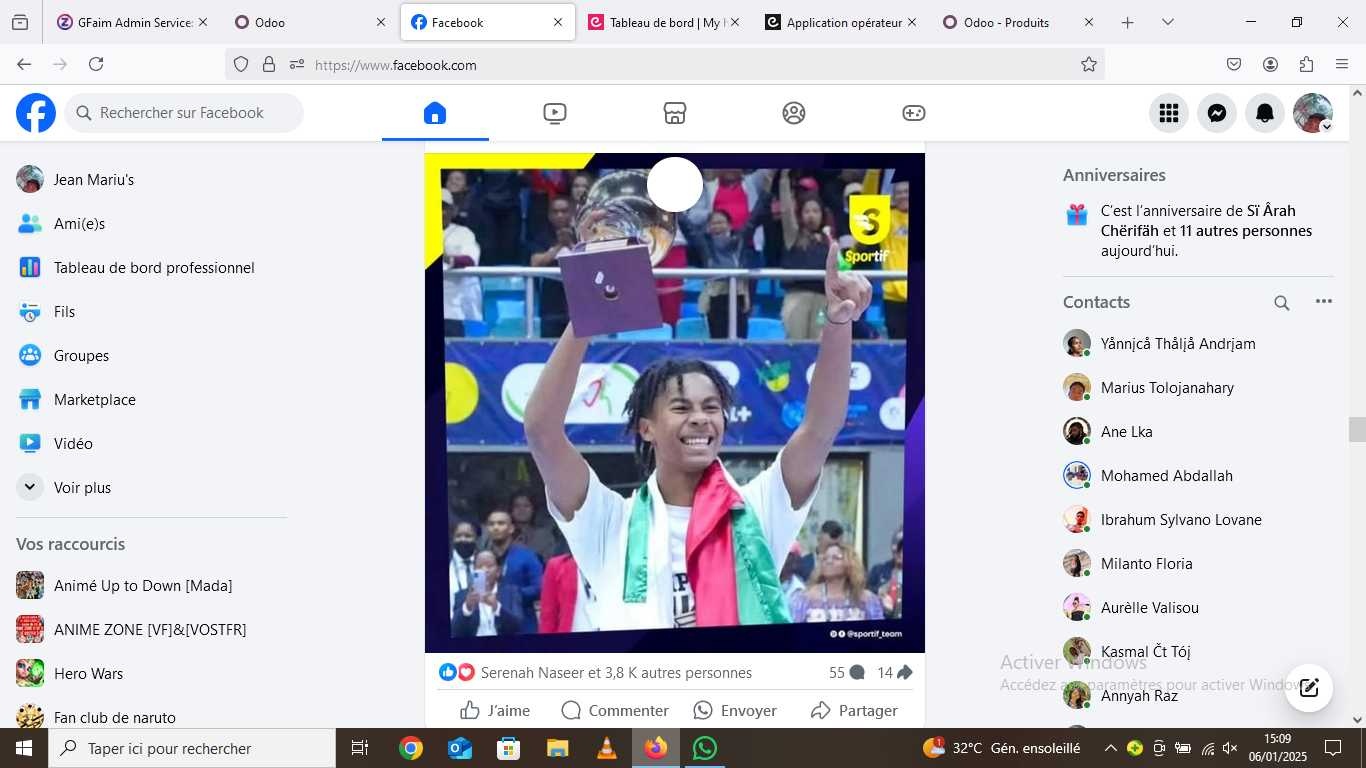 GFaim Admin Service:
Odoo
Facebook
Tableau de bord | My
Application opérateur
Odoo - Produits
https://www.facebook.com
Rechercher sur Facebook
Jean Mariu's
Ami(e)s
Tableau de bord professionnel
Fils
Groupes
Marketplace
Vidéo
Voir plus
Vos raccourcis
Animé Up to Down [Mada]
ANIME ZONE [VF]&[VOSTFR]
Hero Wars
Fan club de naruto
S
Sportif
@sportif_team
Serenah Naseer et 3,8 K autres personnes
55
14
J'aime
Commenter
Envoyer
Partager
Anniversaires
C'est l'anniversaire de Sï Ârah
Chërifäh et 11 autres personnes
aujourd'hui.
Contacts
Yånnįcå Thålįå Andrįam
Marius Tolojanahary
Ane Lka
Mohamed Abdallah
Ibrahum Sylvano Lovane
Milanto Floria
Aurèlle Valisou
Kasmal Čt Tój
Annyah Raz
Activer Windows
Accédez aux paramètres pour activer Windows.
Taper ici pour rechercher
32°C Gén. ensoleillé
15:09
06/01/2025